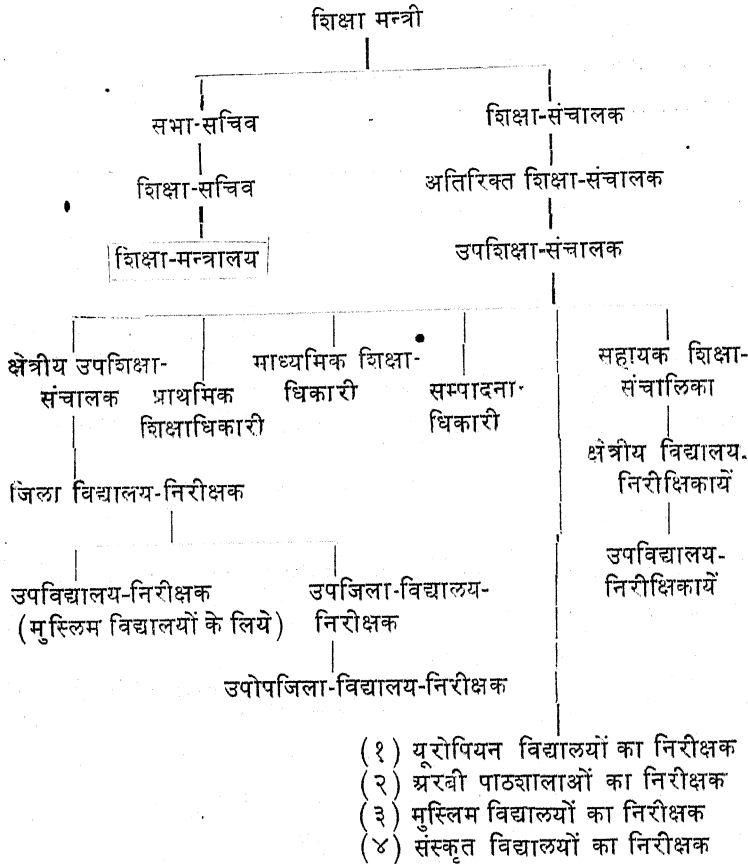 शिक्षा मन्त्री
सभा-सचिव
शिक्षा-संचालक
शिक्षा-सचिव
अतिरिक्त शिक्षा-संचालक
शिक्षा-मन्त्रालय
उपशिक्षा-संचालक
क्षेत्रीय उपशिक्षा-
संचालक
प्राथमिक
शिक्षाधिकारी
माध्यमिक शिक्षा-
धिकारी
सम्पादना-
धिकारी
सहायक शिक्षा-
संचालिका
क्षेत्रीय विद्यालय-
निरीक्षिकायें
जिला विद्यालय-निरीक्षक
उपविद्यालय-
निरीक्षिकायें
उपविद्यालय-निरीक्षक
(मुस्लिम विद्यालयों के लिये)
उपजिला-विद्यालय-
निरीक्षक
उपोपजिला-विद्यालय-निरीक्षक
(१) यूरोपियन विद्यालयों का निरीक्षक
(२) अरबी पाठशालाओं का निरीक्षक
(३) मुस्लिम विद्यालयों का निरीक्षक
(४) संस्कृत विद्यालयों का निरीक्षक